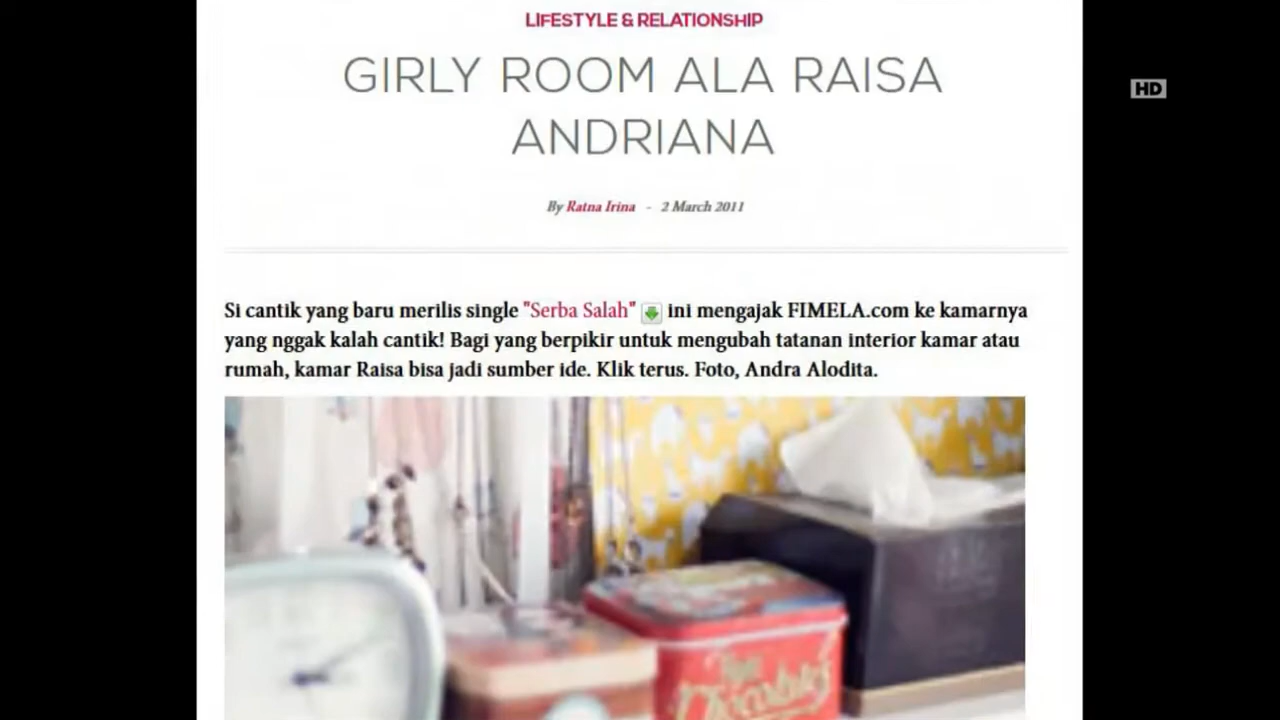 LIFESTYLE & RELATIONSHIP
GIRLY ROOM ALA RAISA
ANDRIANA
HD
By Ratna Irina - 2 March 2011
Si cantik yang baru merilis single "Serba Salah" ini mengajak FIMELA.com ke kamarnya
yang nggak kalah cantik! Bagi yang berpikir untuk mengubah tatanan interior kamar atau
rumah, kamar Raisa bisa jadi sumber ide. Klik terus. Foto, Andra Alodita.